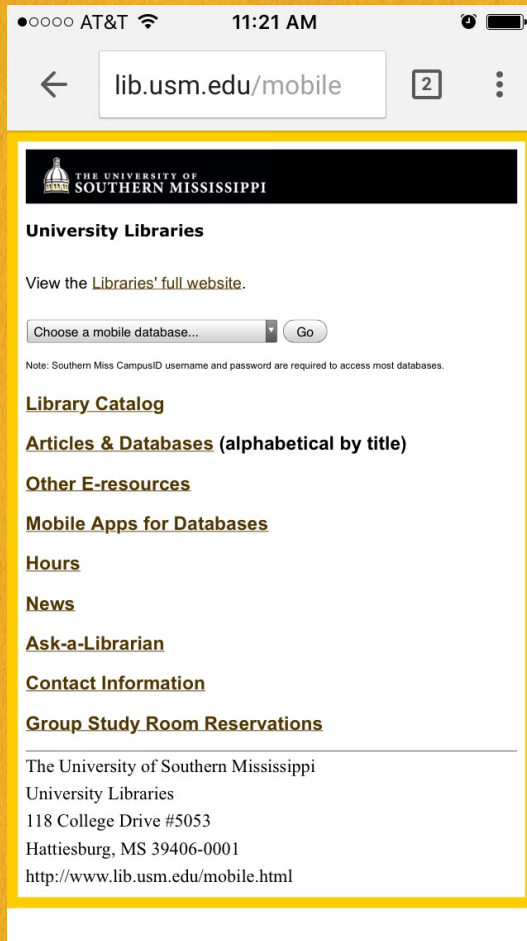 AT&T 11:21 AM
lib.usm.edu/mobile 2
THE UNIVERSITY OF
SOUTHERN MISSISSIPPI
University Libraries
View the Libraries' full website.
Choose a mobile database... Go
Note: Southern Miss CampusID username and password are required to access most databases.
Library Catalog
Articles & Databases (alphabetical by title)
Other E-resources
Mobile Apps for Databases
Hours
News
Ask-a-Librarian
Contact Information
Group Study Room Reservations
The University of Southern Mississippi
University Libraries
118 College Drive #5053
Hattiesburg, MS 39406-0001
http://www.lib.usm.edu/mobile.html